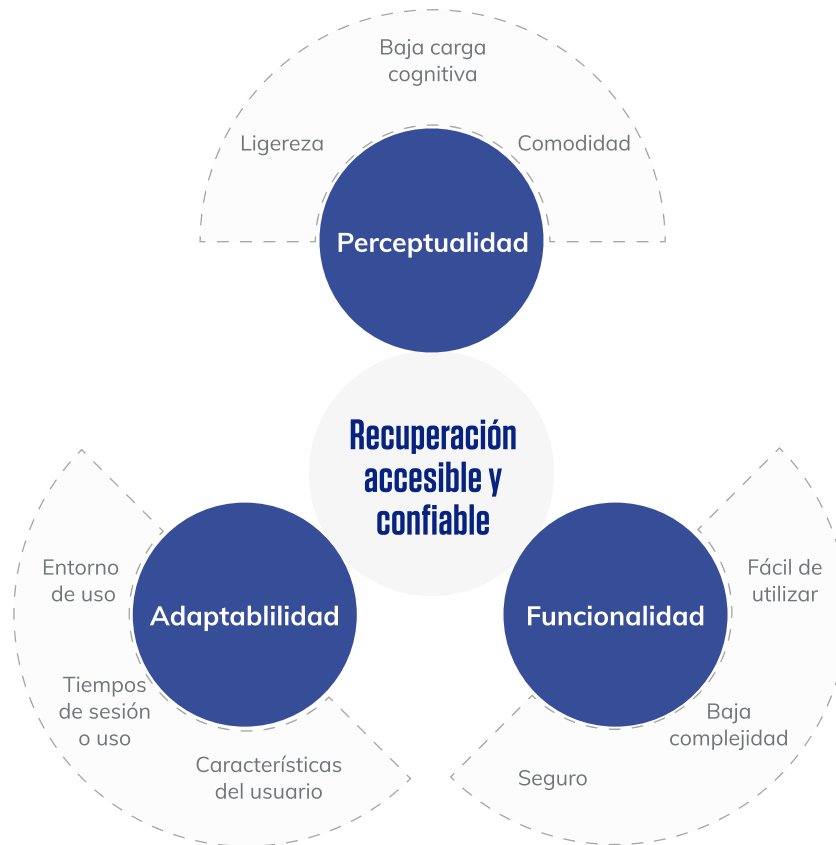 Baja carga
cognitiva
Ligereza
Comodidad
Perceptualidad
Recuperación
accesible y
confiable
Entorno
de uso
Adaptablilidad
Tiempos
de sesión
o uso
Características
del usuario
Funcionalidad
Fácil de
utilizar
Baja
complejidad
Seguro